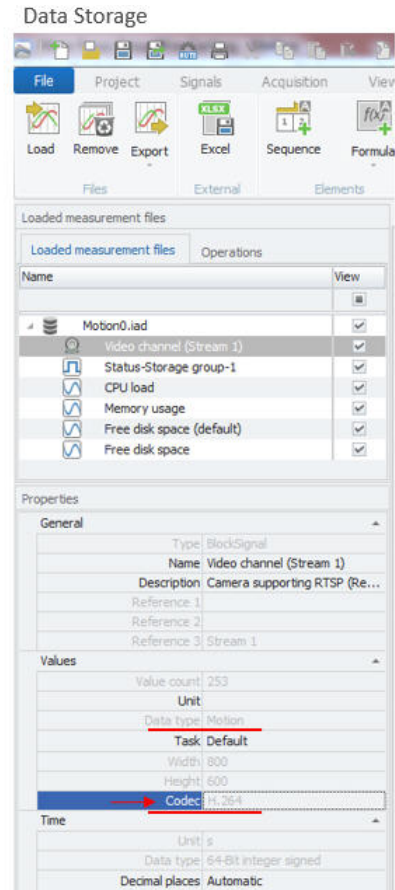 Data Storage
File Project Signals Acquisition View
XLSX
1 2
f(x)
Load Remove Export Excel Sequence Formula
Files External Elements
Loaded measurement files
Loaded measurement files Operations
Name View
Motion0.iad
Video channel (Stream 1)
Status-Storage group-1
CPU load
Memory usage
Free disk space (default)
Free disk space
Properties
General
Type BlockSignal
Name Video channel (Stream 1)
Description Camera supporting RTSP (Re...
Reference 1
Reference 2
Reference 3 Stream 1
Values
Value count 253
Unit
Data type Motion
Task Default
Width 800
Height 600
Codec H.264
Time
Unit s
Data type 64-Bit integer signed
Decimal places Automatic